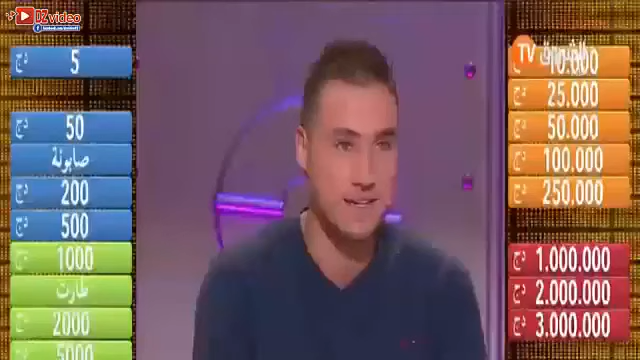 DZvideo
5 دج
50 دج
صابونة
200 دج
500 دج
1000 دج
طارت
2000 دج
5000
الشروق TV
10.000
25.000 دج
50.000 دج
100.000 دج
250.000 دج
1.000.000 دج
2.000.000 دج
3.000.000 دج